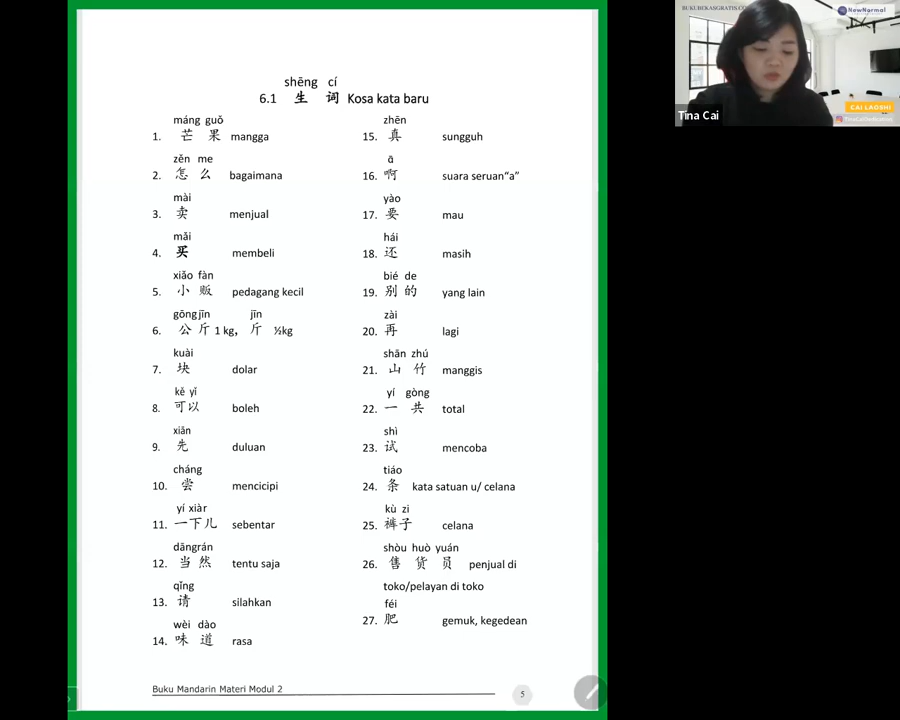 shēng cí
6.1 生 词 Kosa kata baru
máng guǒ
1. 芒 果 mangga
zěn me
2. 怎 么 bagaimana
mài
3. 卖 menjual
mǎi
4. 买 membeli
xiǎo fàn
5. 小 贩 pedagang kecil
gōngjīn jīn
6. 公 斤 1 kg, 斤 ½kg
kuài
7. 块 dolar
kě yǐ
8. 可以 boleh
xiān
9. 先 duluan
cháng
10. 尝 mencicipi
yí xiàr
11. 一下儿 sebentar
dāngrán
12. 当 然 tentu saja
qǐng
13. 请 silahkan
wèi dào
14. 味 道 rasa
zhēn
15. 真 sungguh
ā
16. 啊 suara seruan"a"
yào
17. 要 mau
hái
18. 还 masih
bié de
19. 别 的 yang lain
zài
20. 再 lagi
shān zhú
21. 山 竹 manggis
yí gòng
22. 一 共 total
shì
23. 试 mencoba
tiáo
24. 条 kata satuan u/ celana
kù zi
25. 裤子 celana
shòu huò yuán
26. 售 货 员 penjual di
toko/pelayan di toko
féi
27. 肥 gemuk, kegedean
Buku Mandarin Materi Modul 2
5
NewNormal
CAI LAOSHI
Tina Cai